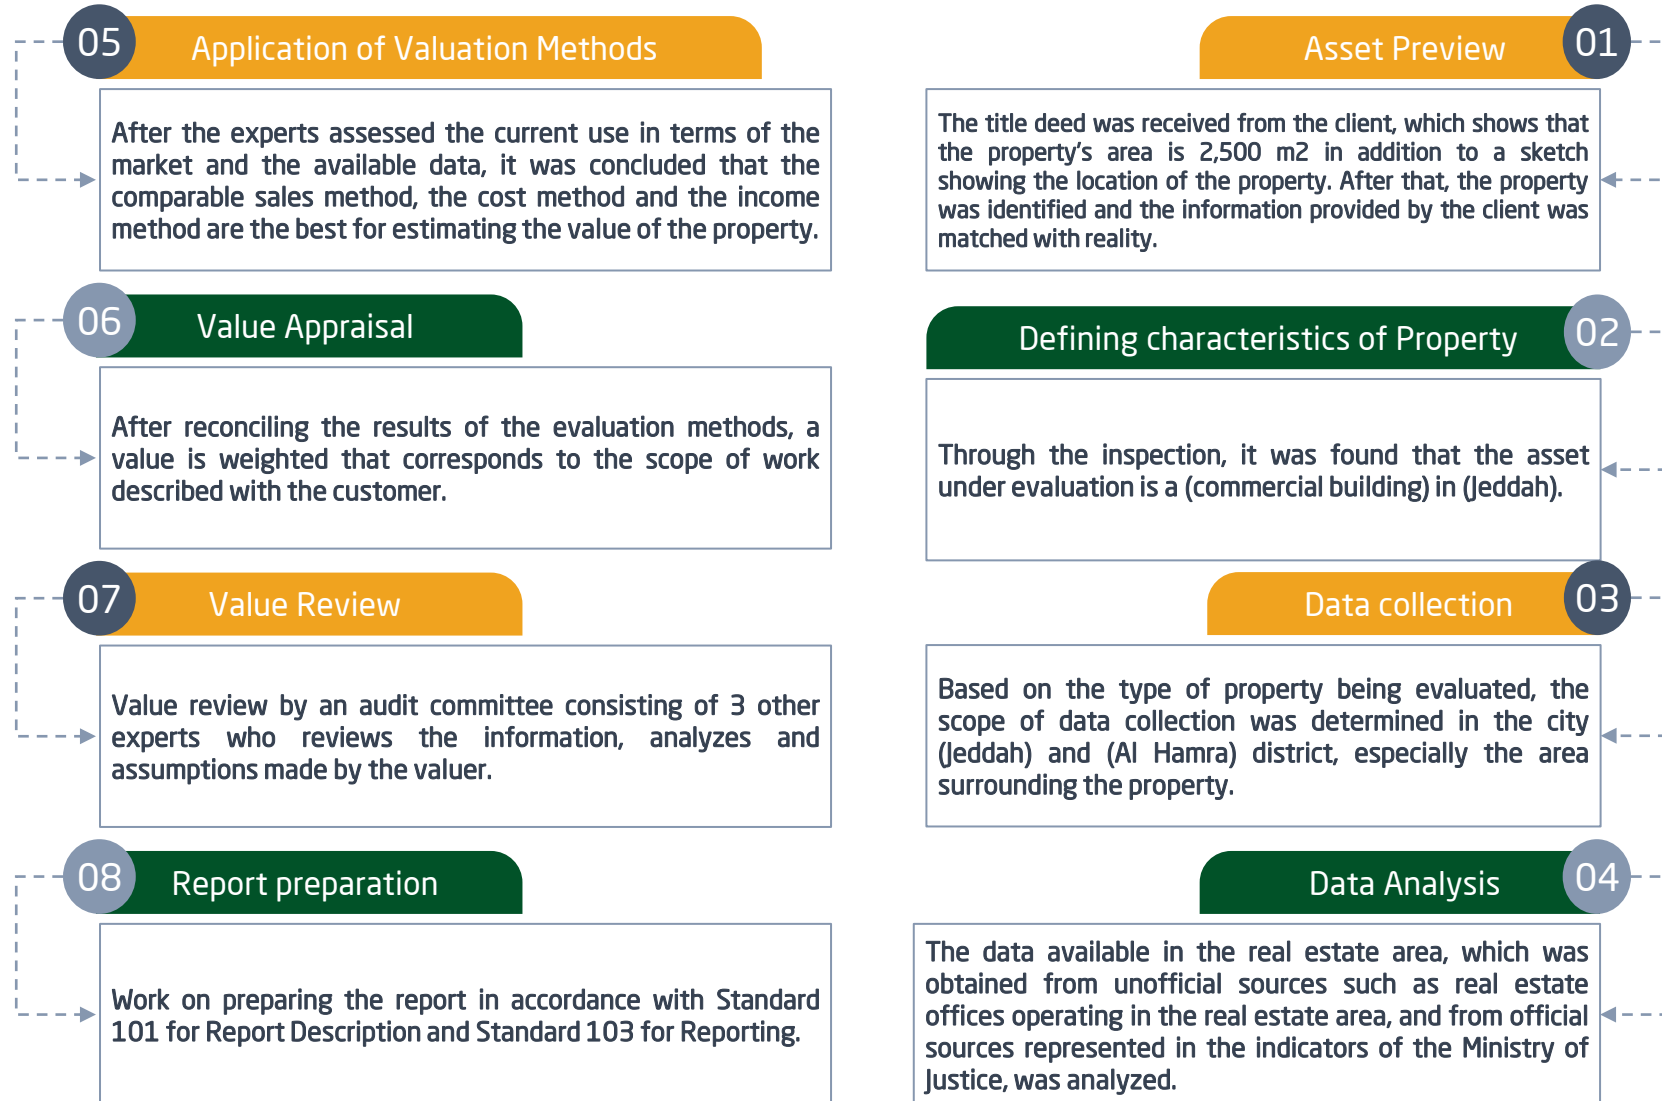 01
Asset Preview
The title deed was received from the client, which shows that
the property's area is 2,500 m2 in addition to a sketch
showing the location of the property. After that, the property
was identified and the information provided by the client was
matched with reality.
02
Defining characteristics of Property
Through the inspection, it was found that the asset
under evaluation is a (commercial building) in (Jeddah).
03
Data collection
Based on the type of property being evaluated, the
scope of data collection was determined in the city
(Jeddah) and (Al Hamra) district, especially the area
surrounding the property.
04
Data Analysis
The data available in the real estate area, which was
obtained from unofficial sources such as real estate
offices operating in the real estate area, and from official
sources represented in the indicators of the Ministry of
Justice, was analyzed.
05
Application of Valuation Methods
After the experts assessed the current use in terms of the
market and the available data, it was concluded that the
comparable sales method, the cost method and the income
method are the best for estimating the value of the property.
06
Value Appraisal
After reconciling the results of the evaluation methods, a
value is weighted that corresponds to the scope of work
described with the customer.
07
Value Review
Value review by an audit committee consisting of 3 other
experts who reviews the information, analyzes and
assumptions made by the valuer.
08
Report preparation
Work on preparing the report in accordance with Standard
101 for Report Description and Standard 103 for Reporting.